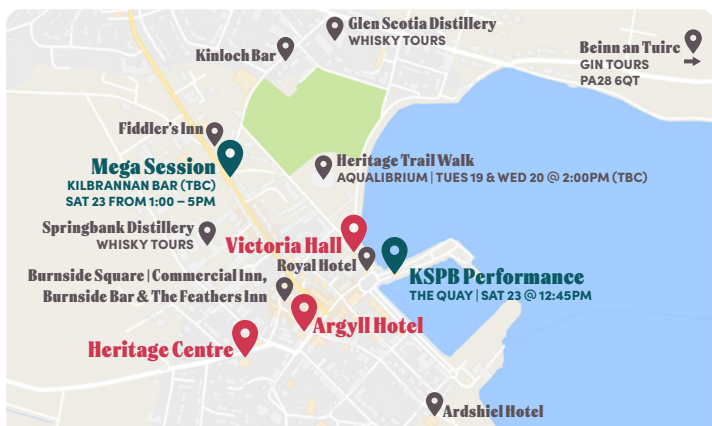 Glen Scotia Distillery
WHISKY TOURS
Kinloch Bar
Beinn an Tuirc
GIN TOURS
PA28 6QT
Fiddler's Inn
Mega Session
KILBRANNAN BAR (TBC)
SAT 23 FROM 1:00 – 5PM
Heritage Trail Walk
AQUALIBRIUM | TUES 19 & WED 20 @ 2:00PM (TBC)
Springbank Distillery
WHISKY TOURS
Victoria Hall
Royal Hotel
KSPB Performance
THE QUAY | SAT 23 @ 12:45PM
Burnside Square | Commercial Inn,
Burnside Bar & The Feathers Inn
Argyll Hotel
Heritage Centre
Ardshiel Hotel